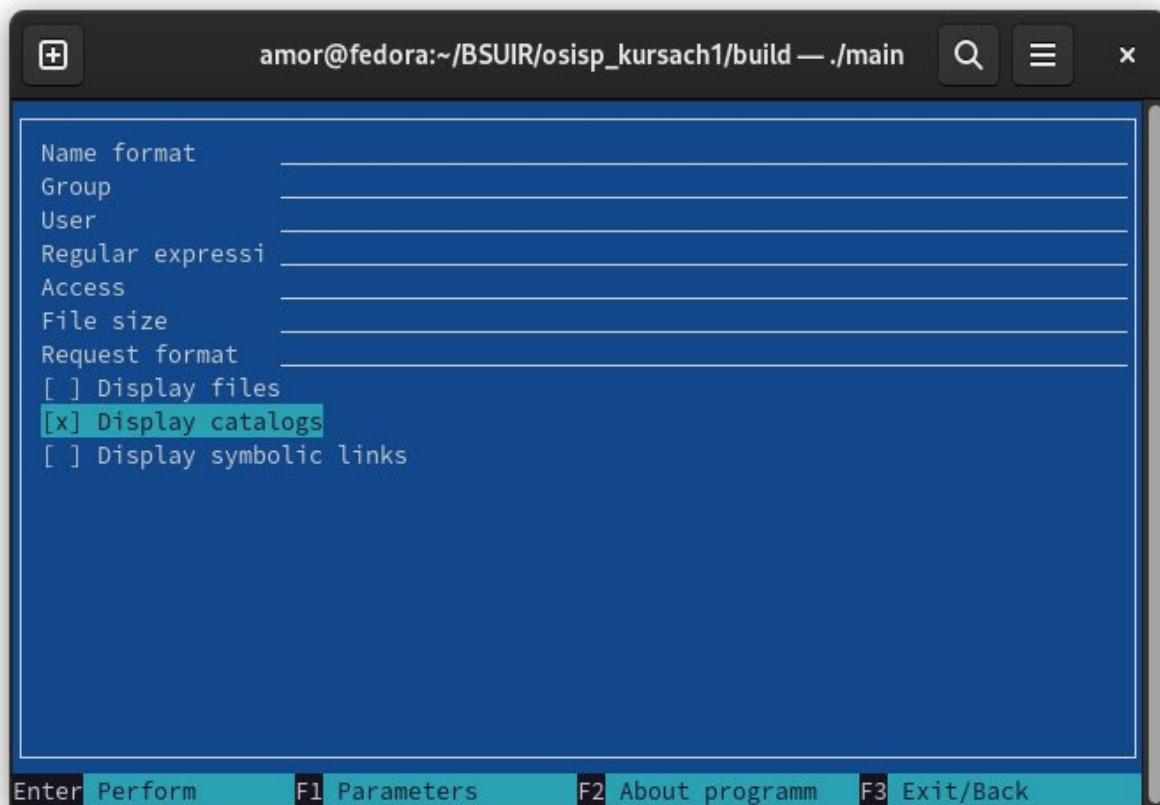 amor@fedora:~/BSUIR/osisp_kursach1/build — ./main
Name format
Group
User
Regular expressi
Access
File size
Request format
[ ] Display files
[x] Display catalogs
[ ] Display symbolic links
Enter Perform F1 Parameters F2 About programm F3 Exit/Back